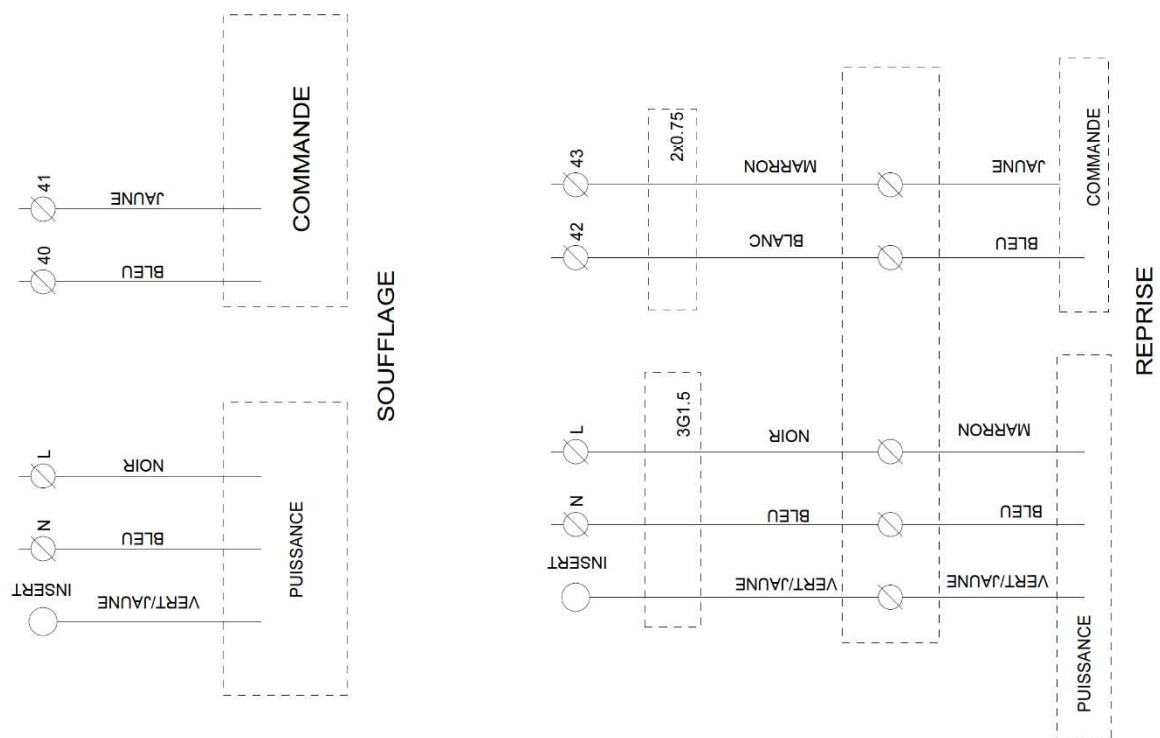 41
JAUNE
40
BLEU
COMMANDE
SOUFFLAGE
L
NOIR
N
BLEU
INSERT
VERT/JAUNE
PUISSANCE
43
2x0.75
MARRON
JAUNE
42
BLANC
BLEU
COMMANDE
REPRISE
L
3G1.5
NOIR
MARRON
N
BLEU
BLEU
INSERT
VERT/JAUNE
VERT/JAUNE
PUISSANCE